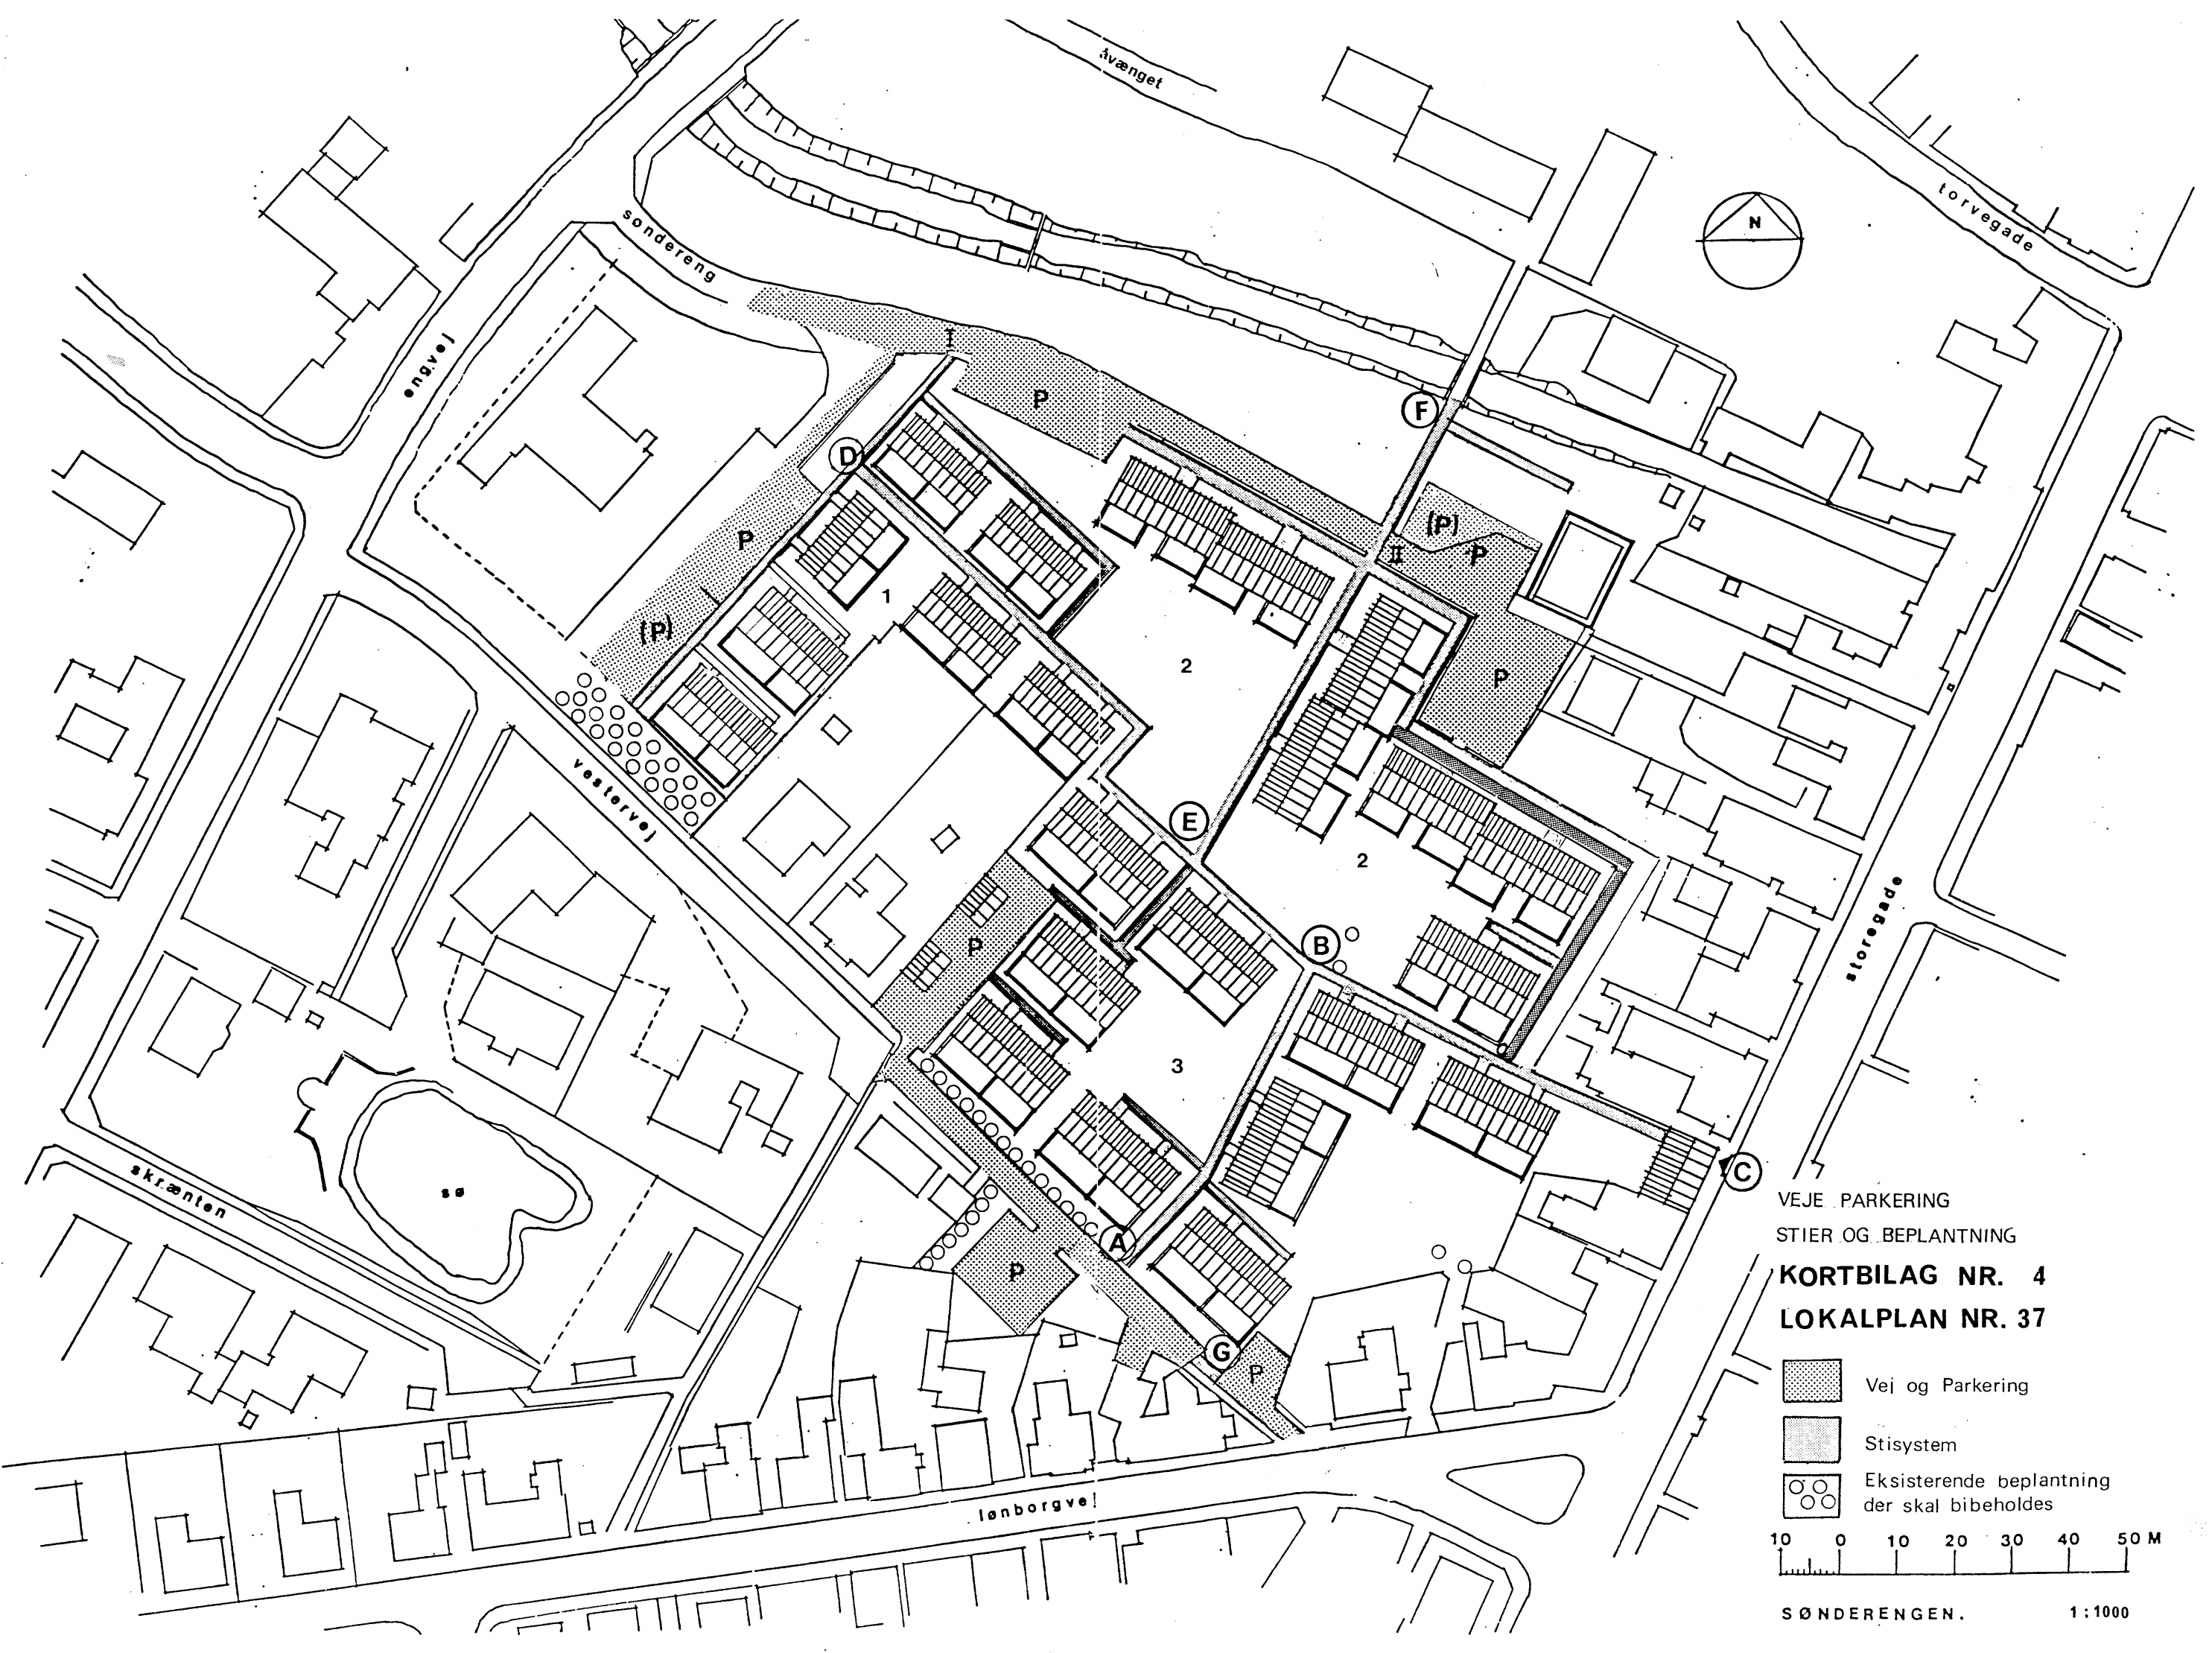 åvænget
torvegade
N
søndereng
engvej
I
P
F
D
(P)
P
II
P
1
(P)
2
P
vestervej
E
2
storegade
B
P
3
C
skrænten
sø
A
P
G
P
lønborgvej
VEJE PARKERING
STIER OG BEPLANTNING
KORTBILAG NR. 4
LOKALPLAN NR. 37
Vej og Parkering
Stisystem
Eksisterende beplantning
der skal bibeholdes
10 0 10 20 30 40 50 M
SØNDERENGEN. 1:1000